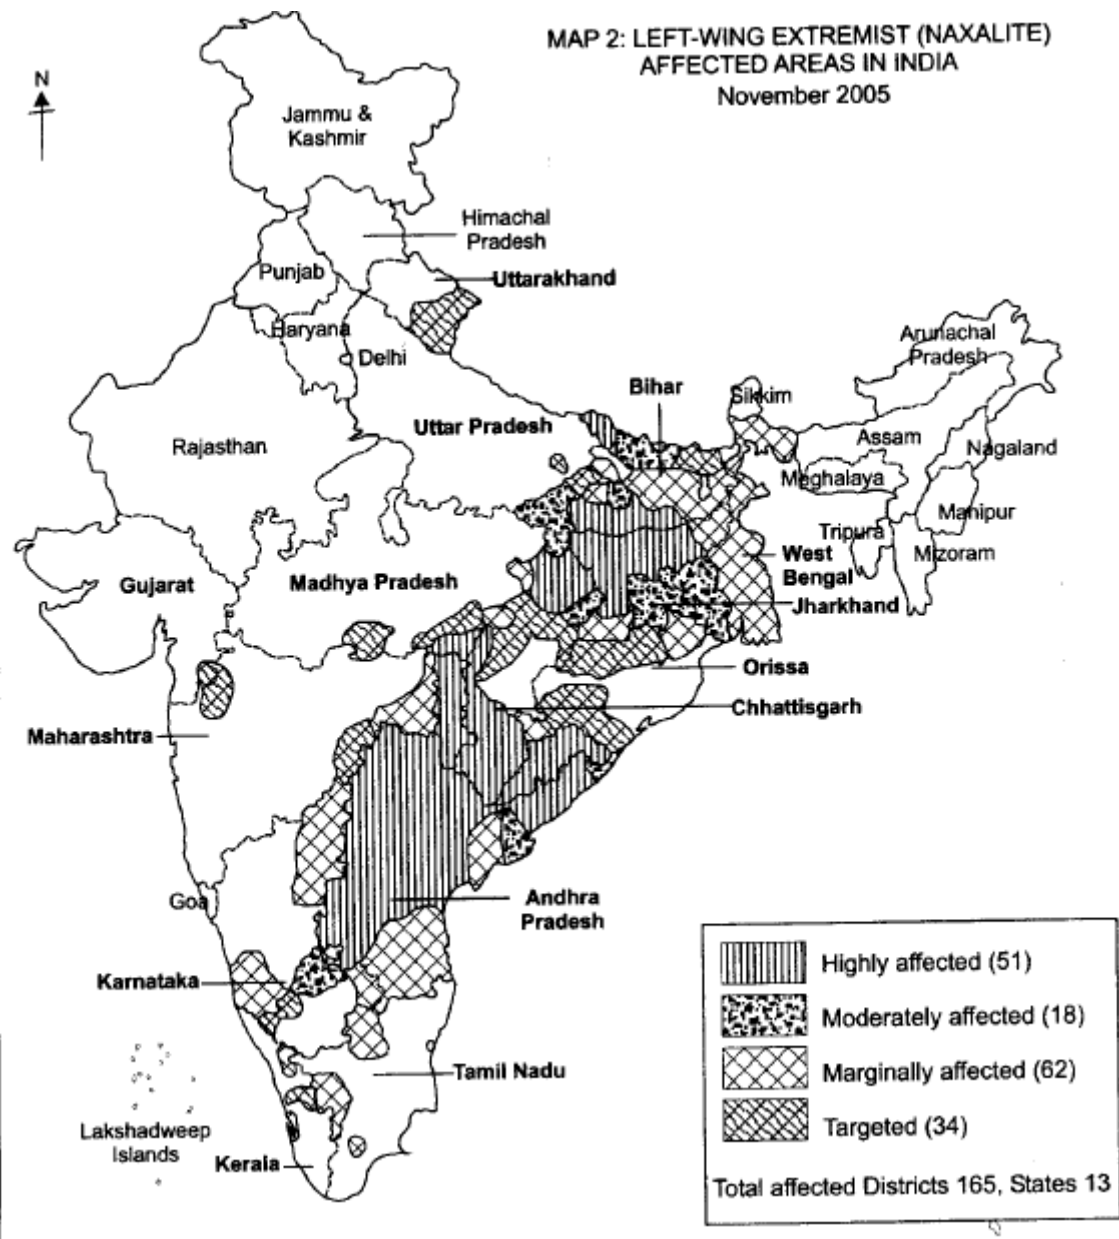 MAP 2: LEFT-WING EXTREMIST (NAXALITE)
AFFECTED AREAS IN INDIA
November 2005
N
Jammu &
Kashmir
Himachal
Pradesh
Punjab
Uttarakhand
Haryana
Delhi
Arunachal
Pradesh
Bihar
Sikkim
Rajasthan
Uttar Pradesh
Assam
Nagaland
Meghalaya
Manipur
Tripura
Mizoram
West
Bengal
Gujarat
Madhya Pradesh
Jharkhand
Orissa
Chhattisgarh
Maharashtra
Goa
Andhra
Pradesh
Karnataka
Tamil Nadu
Lakshadweep
Islands
Kerala
Highly affected (51)
Moderately affected (18)
Marginally affected (62)
Targeted (34)
Total affected Districts 165, States 13